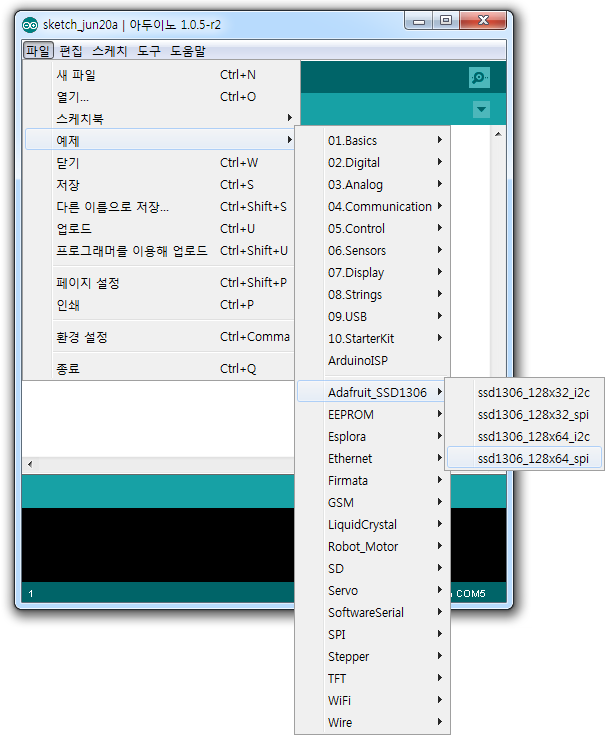 sketch_jun20a | 아두이노 1.0.5-r2
파일 편집 스케치 도구 도움말
새 파일 Ctrl+N
열기... Ctrl+O
스케치북
예제
닫기 Ctrl+W
저장 Ctrl+S
다른 이름으로 저장... Ctrl+Shift+S
업로드 Ctrl+U
프로그래머를 이용해 업로드 Ctrl+Shift+U
페이지 설정 Ctrl+Shift+P
인쇄 Ctrl+P
환경 설정 Ctrl+Comma
종료 Ctrl+Q
01.Basics
02.Digital
03.Analog
04.Communication
05.Control
06.Sensors
07.Display
08.Strings
09.USB
10.StarterKit
ArduinoISP
Adafruit_SSD1306
EEPROM
Esplora
Ethernet
Firmata
GSM
LiquidCrystal
Robot_Motor
SD
Servo
SoftwareSerial
SPI
Stepper
TFT
WiFi
Wire
ssd1306_128x32_i2c
ssd1306_128x32_spi
ssd1306_128x64_i2c
ssd1306_128x64_spi
1
COM5